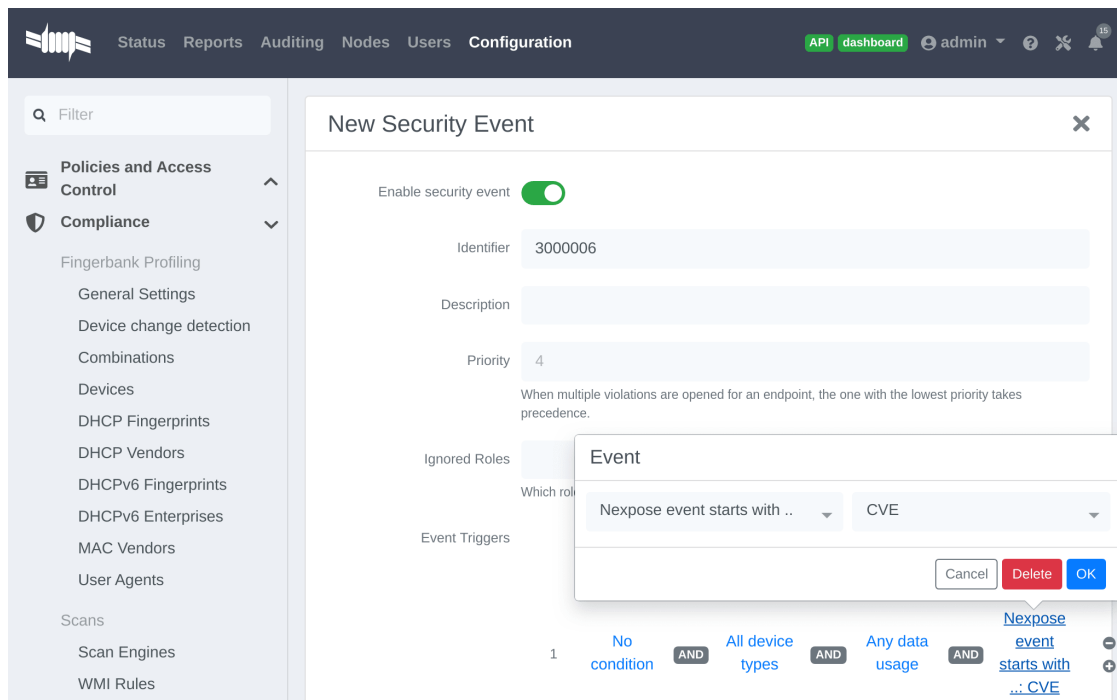 Status Reports Auditing Nodes Users Configuration API dashboard admin 15
Filter
Policies and Access
Control
Compliance
Fingerbank Profiling
General Settings
Device change detection
Combinations
Devices
DHCP Fingerprints
DHCP Vendors
DHCPv6 Fingerprints
DHCPv6 Enterprises
MAC Vendors
User Agents
Scans
Scan Engines
WMI Rules
New Security Event
Enable security event
Identifier 3000006
Description
Priority 4
When multiple violations are opened for an endpoint, the one with the lowest priority takes
precedence.
Ignored Roles
Which
Event Triggers
Event
Nexpose event starts with .. CVE
Cancel Delete OK
1
No
condition
AND
All device
types
AND
Any data
usage
AND
Nexpose
event
starts with
..: CVE